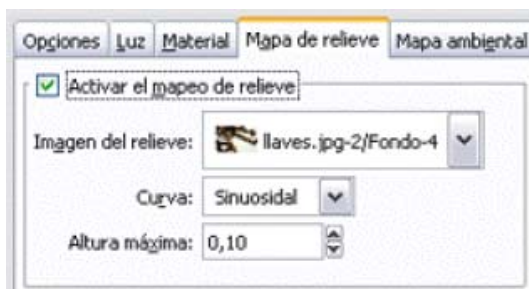 Opciones Luz Material Mapa de relieve Mapa ambiental
Activar el mapeo de relieve
Imagen del relieve: llaves.jpg-2/Fondo-4
Curva: Sinuosidal
Altura máxima: 0,10